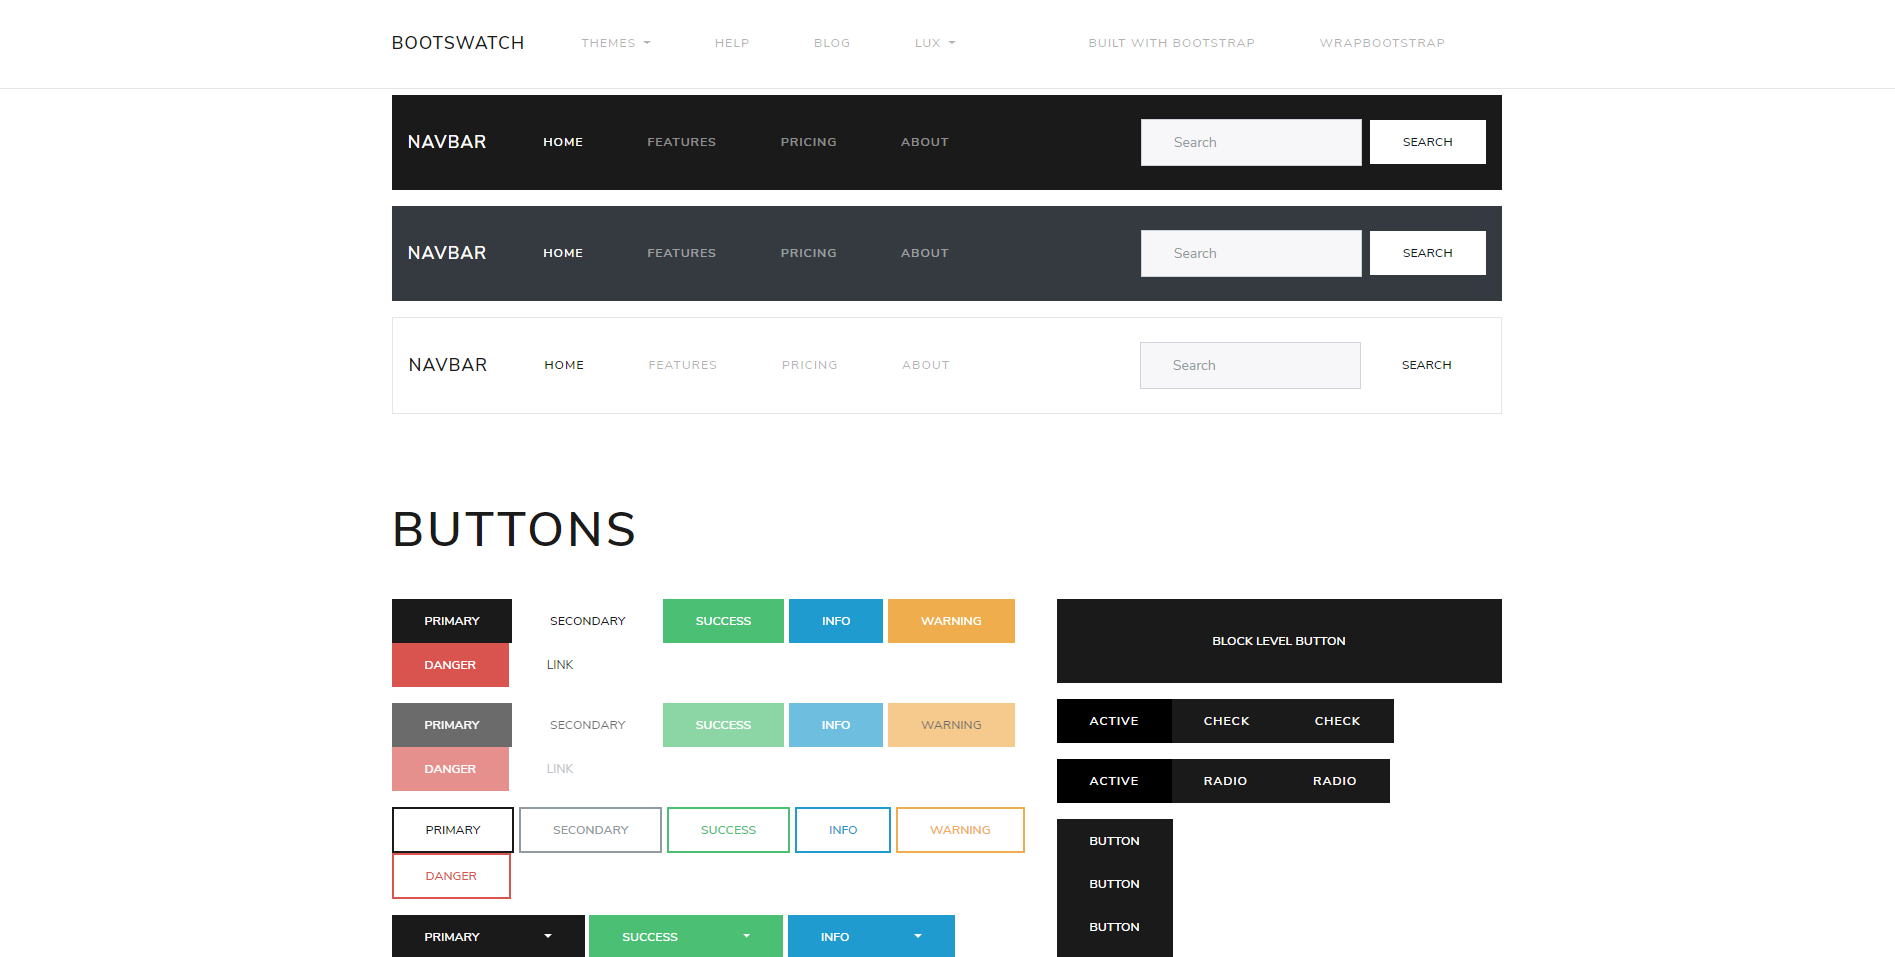 BOOTSWATCH THEMES HELP BLOG LUX BUILT WITH BOOTSTRAP WRAPBOOTSTRAP
NAVBAR HOME FEATURES PRICING ABOUT Search SEARCH
NAVBAR HOME FEATURES PRICING ABOUT Search SEARCH
NAVBAR HOME FEATURES PRICING ABOUT Search SEARCH
BUTTONS
PRIMARY SECONDARY SUCCESS INFO WARNING
DANGER LINK
PRIMARY SECONDARY SUCCESS INFO WARNING
DANGER LINK
PRIMARY SECONDARY SUCCESS INFO WARNING
DANGER
PRIMARY SUCCESS INFO
BLOCK LEVEL BUTTON
ACTIVE CHECK CHECK
ACTIVE RADIO RADIO
BUTTON
BUTTON
BUTTON